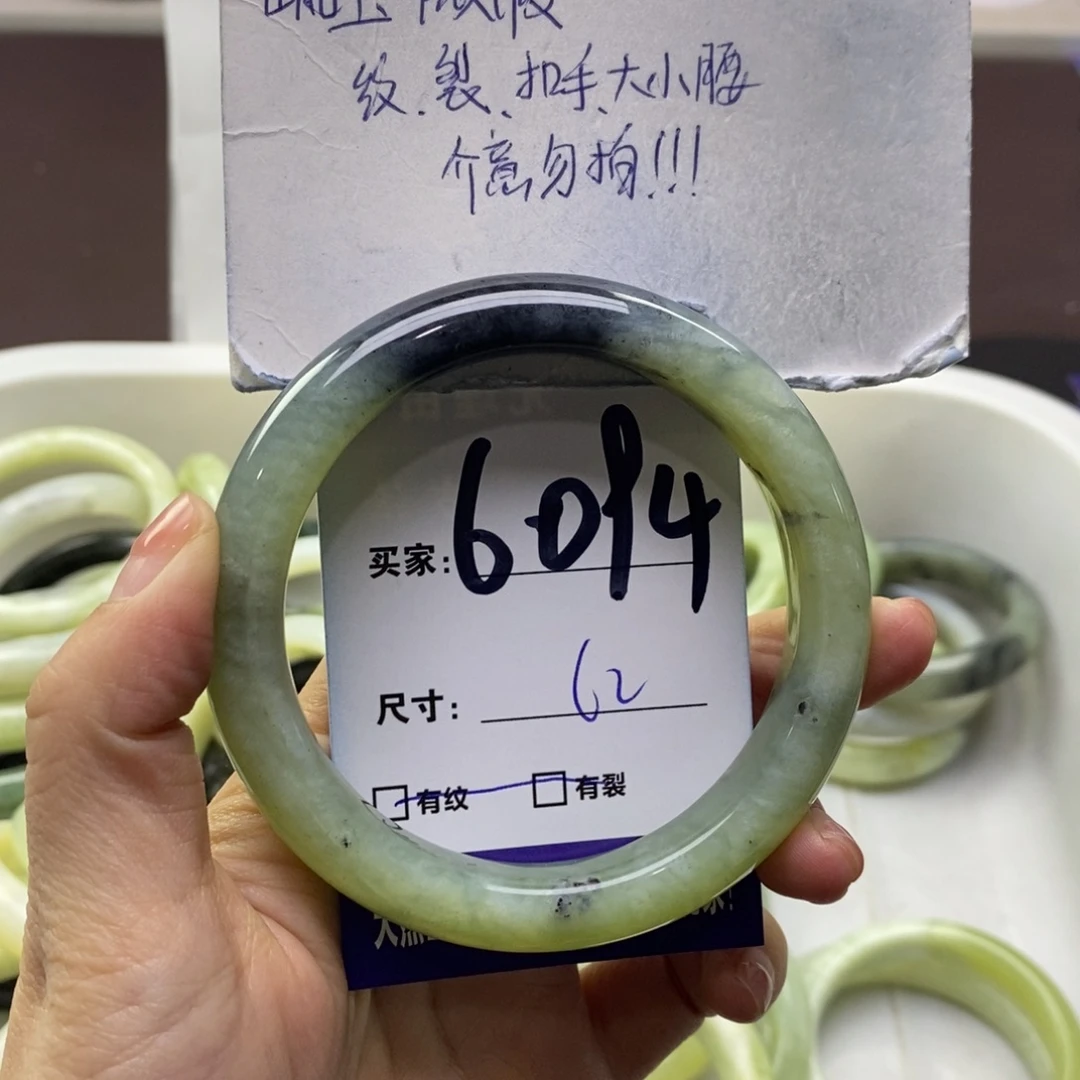 纹、裂、扣手、大小腰
介意勿拍!!!
买家: 6094
尺寸: 62
有纹 有裂